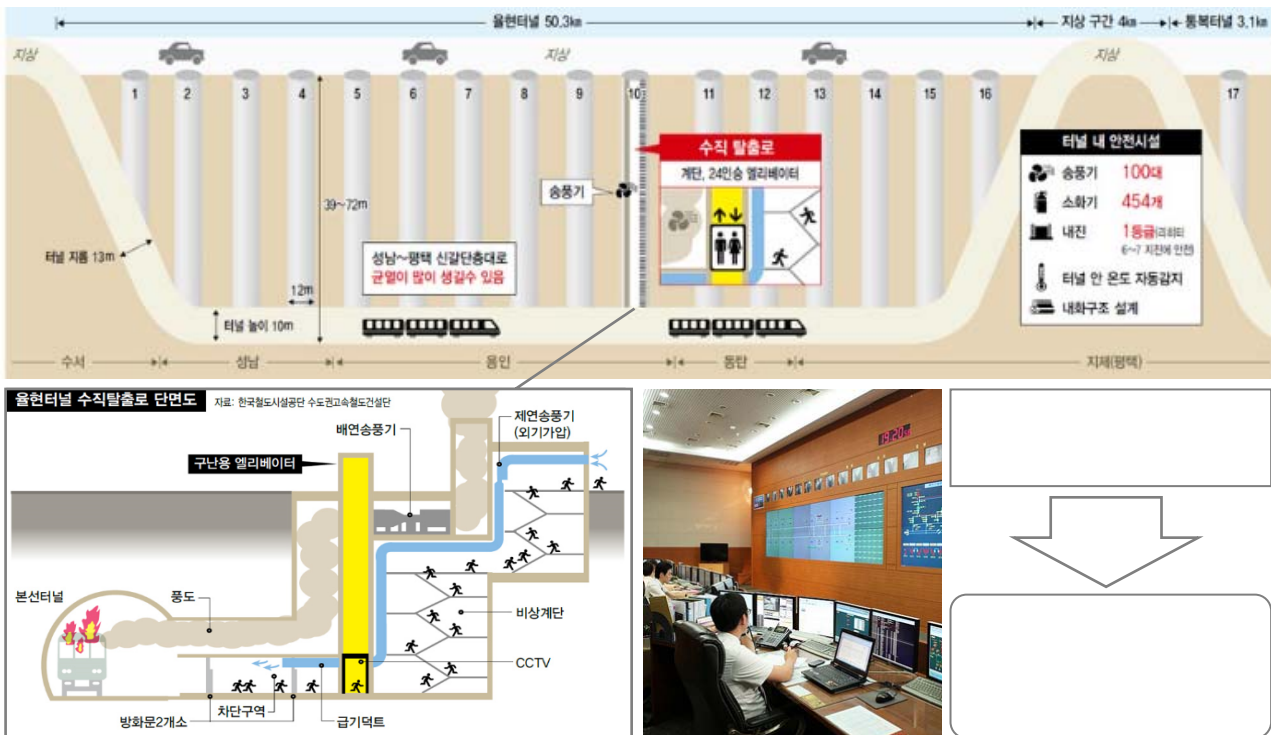 율현터널 50.3㎞
지상 구간 4㎞
통복터널 3.1㎞
지상
지상
지상
1
2
3
4
5
6
7
8
9
10
11
12
13
14
15
16
17
수직 탈출로
계단, 24인승 엘리베이터
송풍기
39~72m
터널 지름 13m
성남~평택 신갈단층대로
균열이 많이 생길수 있음
12m
터널 높이 10m
터널 내 안전시설
송풍기 100대
소화기 454개
내진 1등급(리히터
6~7 지진에 안전)
터널 안 온도 자동감지
내화구조 설계
수서
성남
용인
동탄
지제(평택)
율현터널 수직탈출로 단면도
자료: 한국철도시설공단 수도권고속철도건설단
배연송풍기
제연송풍기
(외기가압)
구난용 엘리베이터
본선터널
풍도
비상계단
CCTV
차단구역
방화문2개소
급기덕트